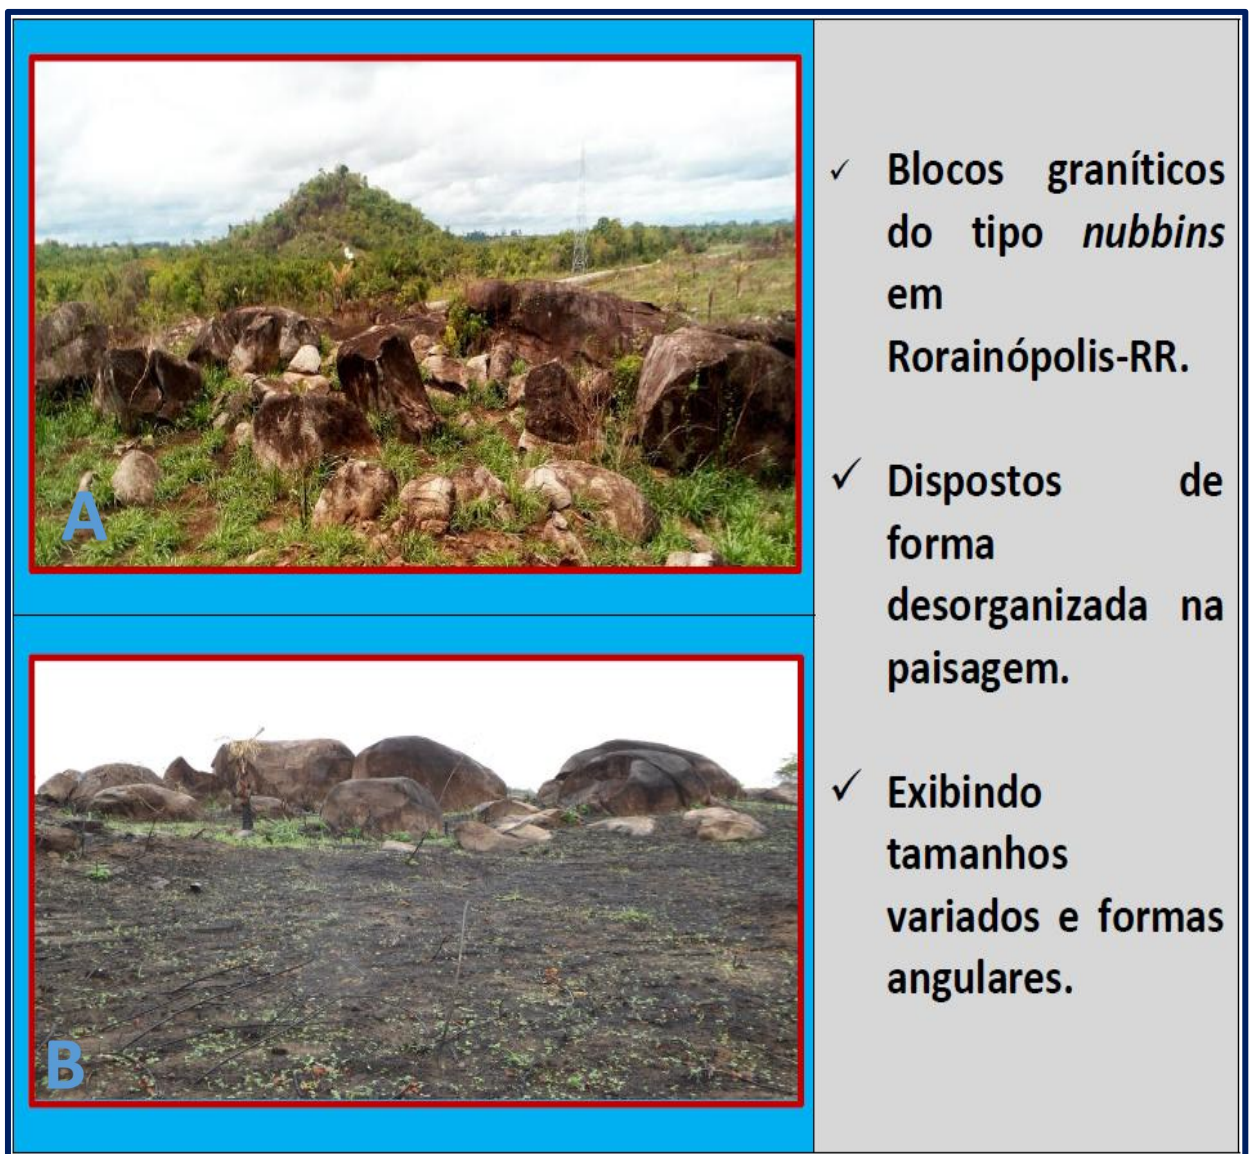 A
B
✓ Blocos graníticos
do tipo nubbins
em
Rorainópolis-RR.
✓ Dispostos de
forma
desorganizada na
paisagem.
✓ Exibindo
tamanhos
variados e formas
angulares.